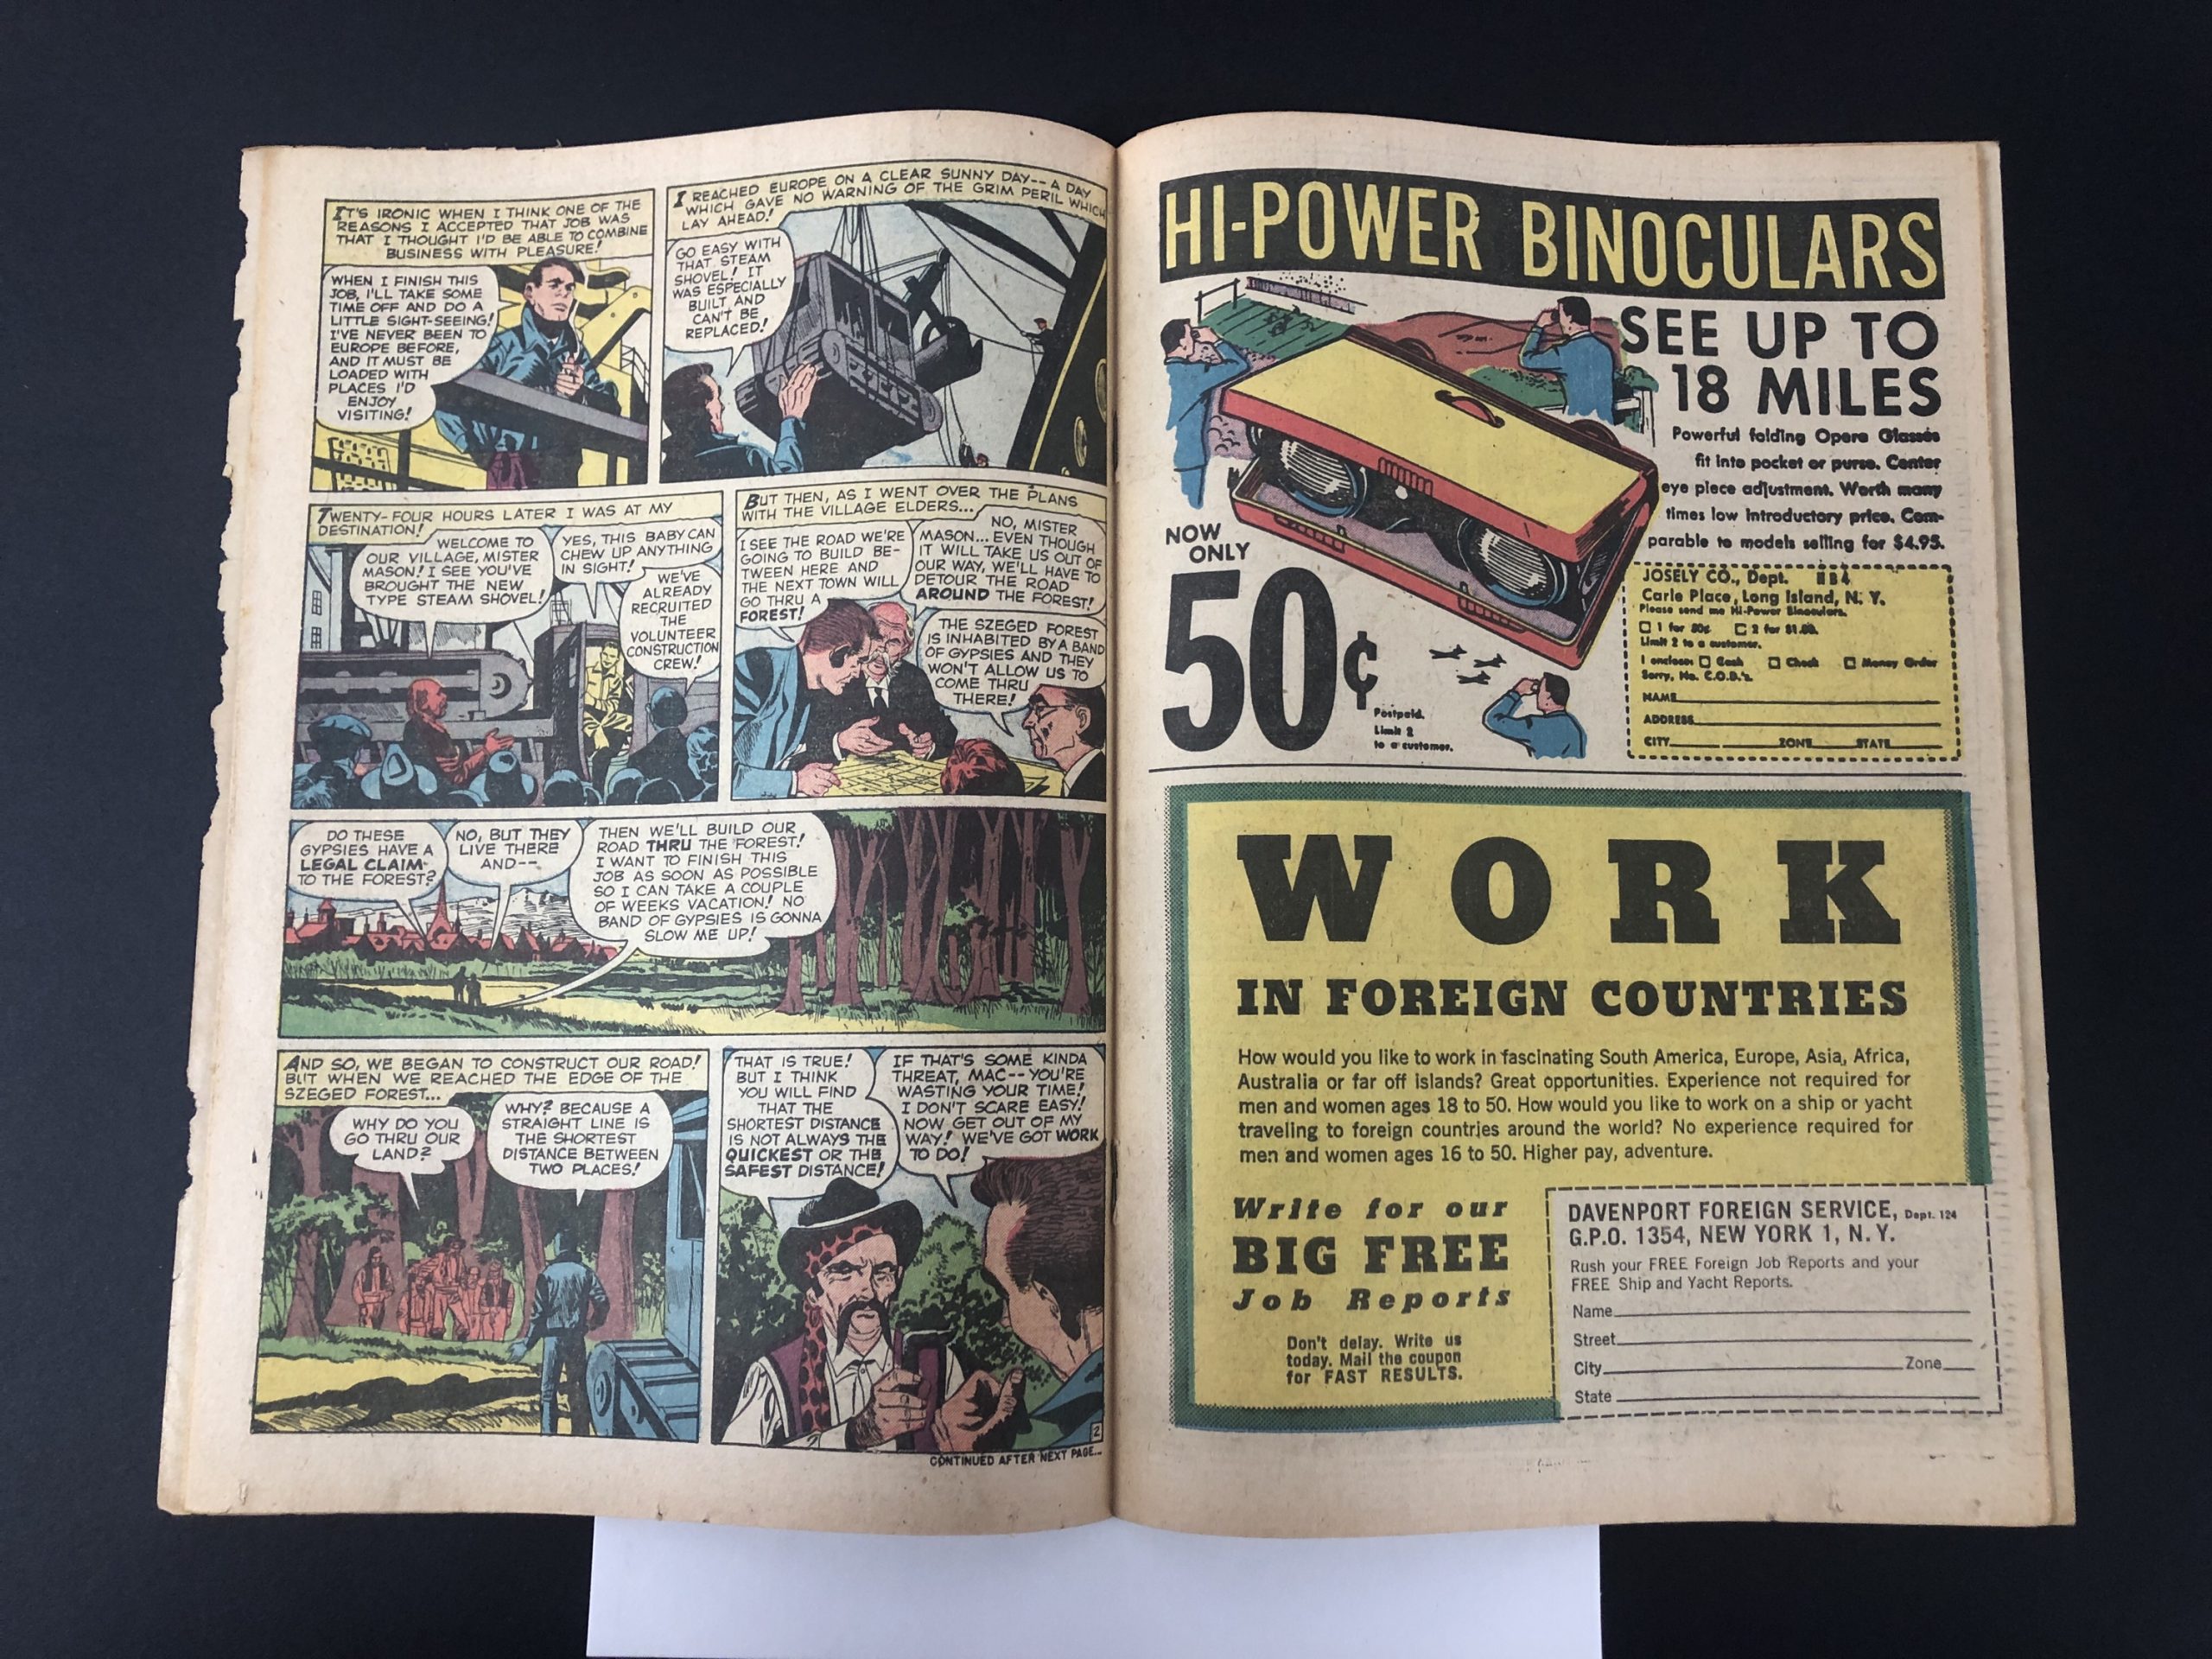 IT'S IRONIC WHEN I THINK ONE OF THE
REASONS I ACCEPTED THAT JOB WAS
THAT I THOUGHT I'D BE ABLE TO COMBINE
BUSINESS WITH PLEASURE!
WHEN I FINISH THIS
JOB, I'LL TAKE SOME
TIME OFF AND DO A
LITTLE SIGHT-SEEING!
I'VE NEVER BEEN TO
EUROPE BEFORE,
AND IT MUST BE
LOADED WITH
PLACES I'D
ENJOY
VISITING!
I REACHED EUROPE ON A CLEAR SUNNY DAY-- A DAY
WHICH GAVE NO WARNING OF THE GRIM PERIL WHICH
LAY AHEAD!
GO EASY WITH
THAT STEAM
SHOVEL! IT
WAS ESPECIALLY
BUILT AND
CAN'T BE
REPLACED!
TWENTY-FOUR HOURS LATER I WAS AT MY
DESTINATION!
WELCOME TO
OUR VILLAGE, MISTER
MASON! I SEE YOU'VE
BROUGHT THE NEW
TYPE STEAM SHOVEL!
YES, THIS BABY CAN
CHEW UP ANYTHING
IN SIGHT!
WE'VE
ALREADY
RECRUITED
THE
VOLUNTEER
CONSTRUCTION
CREW!
BUT THEN, AS I WENT OVER THE PLANS
WITH THE VILLAGE ELDERS...
I SEE THE ROAD WE'RE
GOING TO BUILD BE-
TWEEN HERE AND
THE NEXT TOWN WILL
GO THRU A
FOREST!
NO, MISTER
MASON... EVEN THOUGH
IT WILL TAKE US OUT OF
OUR WAY, WE'LL HAVE TO
DETOUR THE ROAD
AROUND THE FOREST!
THE SZEGED FOREST
IS INHABITED BY A BAND
OF GYPSIES AND THEY
WON'T ALLOW US TO
COME THRU
THERE!
DO THESE
GYPSIES HAVE A
LEGAL CLAIM
TO THE FOREST?
NO, BUT THEY
LIVE THERE
AND--
THEN WE'LL BUILD OUR
ROAD THRU THE FOREST!
I WANT TO FINISH THIS
JOB AS SOON AS POSSIBLE
SO I CAN TAKE A COUPLE
OF WEEKS VACATION! NO
BAND OF GYPSIES IS GONNA
SLOW ME UP!
AND SO, WE BEGAN TO CONSTRUCT OUR ROAD!
BUT WHEN WE REACHED THE EDGE OF THE
SZEGED FOREST...
WHY DO YOU
GO THRU OUR
LAND?
WHY? BECAUSE A
STRAIGHT LINE IS
THE SHORTEST
DISTANCE BETWEEN
TWO PLACES!
THAT IS TRUE!
BUT I THINK
YOU WILL FIND
THAT THE
SHORTEST DISTANCE
IS NOT ALWAYS THE
QUICKEST OR THE
SAFEST DISTANCE!
IF THAT'S SOME KINDA
THREAT, MAC-- YOU'RE
WASTING YOUR TIME!
I DON'T SCARE EASY!
NOW GET OUT OF MY
WAY! WE'VE GOT WORK
TO DO!
2
CONTINUED AFTER NEXT PAGE...
HI-POWER BINOCULARS
SEE UP TO
18 MILES
Powerful folding Opera Glasses
fit into pocket or purse. Center
eye piece adjustment. Worth many
times low introductory price. Com-
parable to models selling for $4.95.
NOW
ONLY
50¢
Postpaid.
Limit 2
to a customer.
JOSELY CO., Dept.
Carle Place, Long Island, N. Y.
Please send me Hi-Power Binoculars.
1 for 50¢ 2 for $1.00.
Limit 2 to a customer.
I enclose: Cash Check Money Order
Sorry, No. C.O.D.'s.
NAME
ADDRESS
CITY ZONE STATE
WORK
IN FOREIGN COUNTRIES
How would you like to work in fascinating South America, Europe, Asia, Africa,
Australia or far off islands? Great opportunities. Experience not required for
men and women ages 18 to 50. How would you like to work on a ship or yacht
traveling to foreign countries around the world? No experience required for
men and women ages 16 to 50. Higher pay, adventure.
Write for our
BIG FREE
Job Reports
Don't delay. Write us
today. Mail the coupon
for FAST RESULTS.
DAVENPORT FOREIGN SERVICE, Dept. 124
G.P.O. 1354, NEW YORK 1, N.Y.
Rush your FREE Foreign Job Reports and your
FREE Ship and Yacht Reports.
Name
Street
City Zone
State